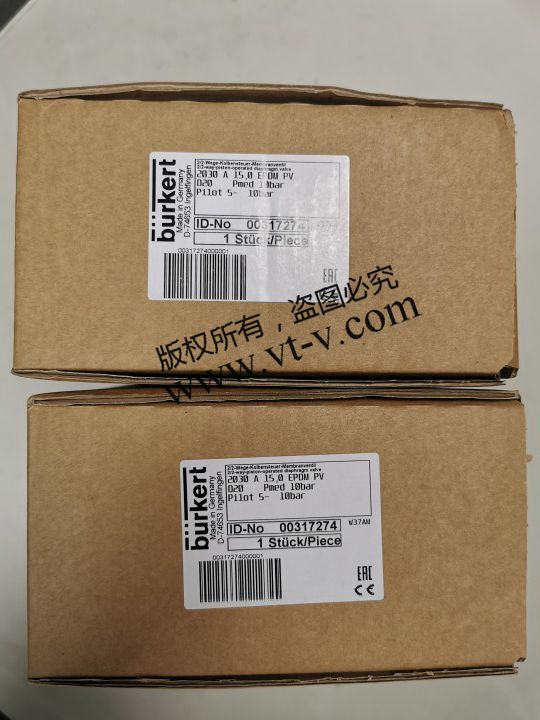 bürkert
Made in Germany
D-74653 Ingelfingen
2/2-Wege-Kolbensteuer-Membranventil
2/2-way-piston-operated diaphragm valve
2030 A 15,0 EPDM PV
D20 Pmed 10bar
Pilot 5- 10bar
ID-No 00317274
1 Stück/Piece
00317274000001
EAC
版权所有，盗图必究
www.vt-v.com
bürkert
Made in Germany
D-74653 Ingelfingen
2/2-Wege-Kolbensteuer-Membranventil
2/2-way-piston-operated diaphragm valve
2030 A 15,0 EPDM PV
D20 Pmed 10bar
Pilot 5- 10bar
ID-No 00317274
W37AW
1 Stück/Piece
00317274000001
EAC
CE